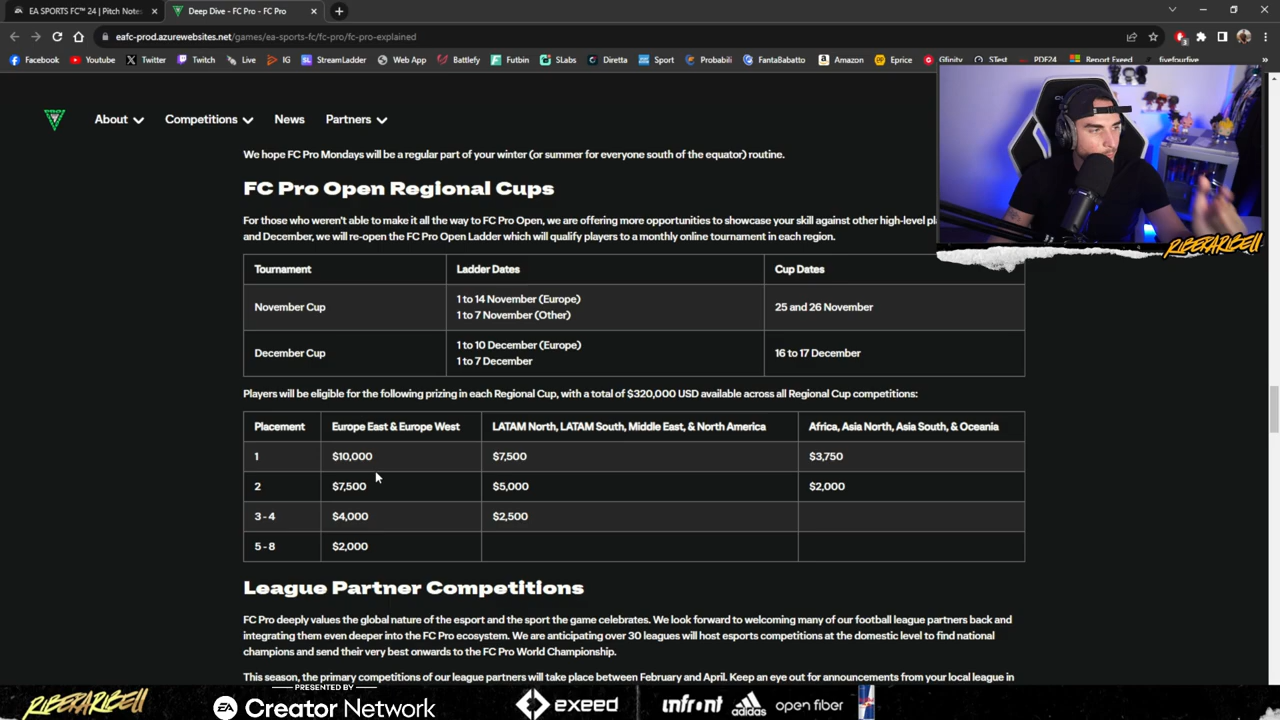 EA SPORTS FC™ 24 | Pitch Notes
Deep Dive - FC Pro - FC Pro
eafc-prod.azurewebsites.net/games/ea-sports-fc/fc-pro/fc-pro-explained
Facebook Youtube Twitter Twitch Live IG StreamLadder Web App Battlefy Futbin SLabs Diretta Sport Probabili FantaBabatto Amazon Eprice Gfinity STest PDF24 Report Exeed fivefourfive
About Competitions News Partners
We hope FC Pro Mondays will be a regular part of your winter (or summer for everyone south of the equator) routine.
FC Pro Open Regional Cups
For those who weren't able to make it all the way to FC Pro Open, we are offering more opportunities to showcase your skill against other high-level
and December, we will re-open the FC Pro Open Ladder which will qualify players to a monthly online tournament in each region.
Tournament Ladder Dates Cup Dates
November Cup 1 to 14 November (Europe) 25 and 26 November
1 to 7 November (Other)
December Cup 1 to 10 December (Europe) 16 to 17 December
1 to 7 December
Players will be eligible for the following prizing in each Regional Cup, with a total of $320,000 USD available across all Regional Cup competitions:
Placement Europe East & Europe West LATAM North, LATAM South, Middle East, & North America Africa, Asia North, Asia South, & Oceania
1 $10,000 $7,500 $3,750
2 $7,500 $5,000 $2,000
3 - 4 $4,000 $2,500
5 - 8 $2,000
League Partner Competitions
FC Pro deeply values the global nature of the esport and the sport the game celebrates. We look forward to welcoming many of our football league partners back and
integrating them even deeper into the FC Pro ecosystem. We are anticipating over 30 leagues will host esports competitions at the domestic level to find national
champions and send their very best onwards to the FC Pro World Championship.
This season, the primary competitions of our league partners will take place between February and April. Keep an eye out for announcements from your local league in
RIBERARIBELL
RIBERARIBELL
PRESENTED BY
EA Creator Network
exeed
infront
adidas
open fiber